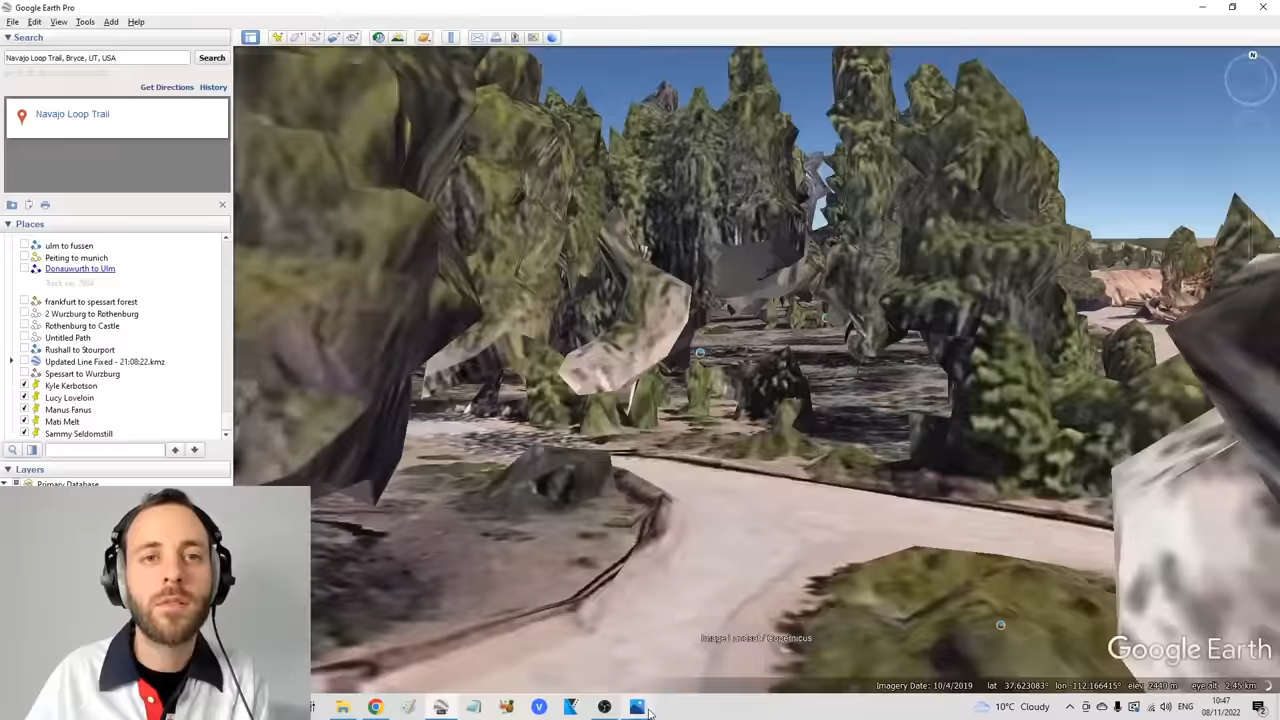 Google Earth Pro
File Edit View Tools Add Help
Search
Navajo Loop Trail, Bryce, UT, USA
Search
Get Directions History
Navajo Loop Trail
Places
ulm to fussen
Peiting to munich
Donauwurth to Ulm
frankfurt to spessart forest
2 Wurzburg to Rothenburg
Rothenburg to Castle
Untitled Path
Rushall to Stourport
Updated Line Fixed - 21:08:22.kmz
Spessart to Wurzburg
Kyle Kerbotson
Lucy Loveloin
Manus Fanus
Mati Melt
Sammy Seldomstill
Layers
Primary Database
N
Image Landsat / Copernicus
Google Earth
Imagery Date: 10/4/2019 lat 37.623083° lon -112.166415° elev 2440 m eye alt 2.45 km
10°C Cloudy
ENG
10:47
08/11/2022